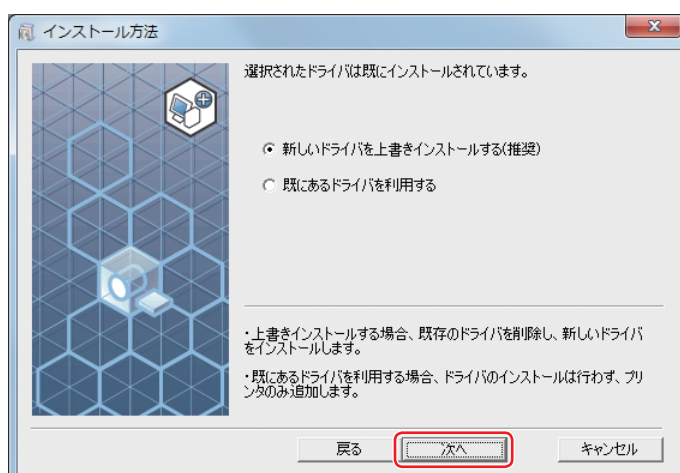 インストール方法
選択されたドライバは既にインストールされています。
新しいドライバを上書きインストールする(推奨)
既にあるドライバを利用する
・上書きインストールする場合、既存のドライバを削除し、新しいドライバ
をインストールします。
・既にあるドライバを利用する場合、ドライバのインストールは行わず、プリ
ンタのみ追加します。
戻る 次へ キャンセル